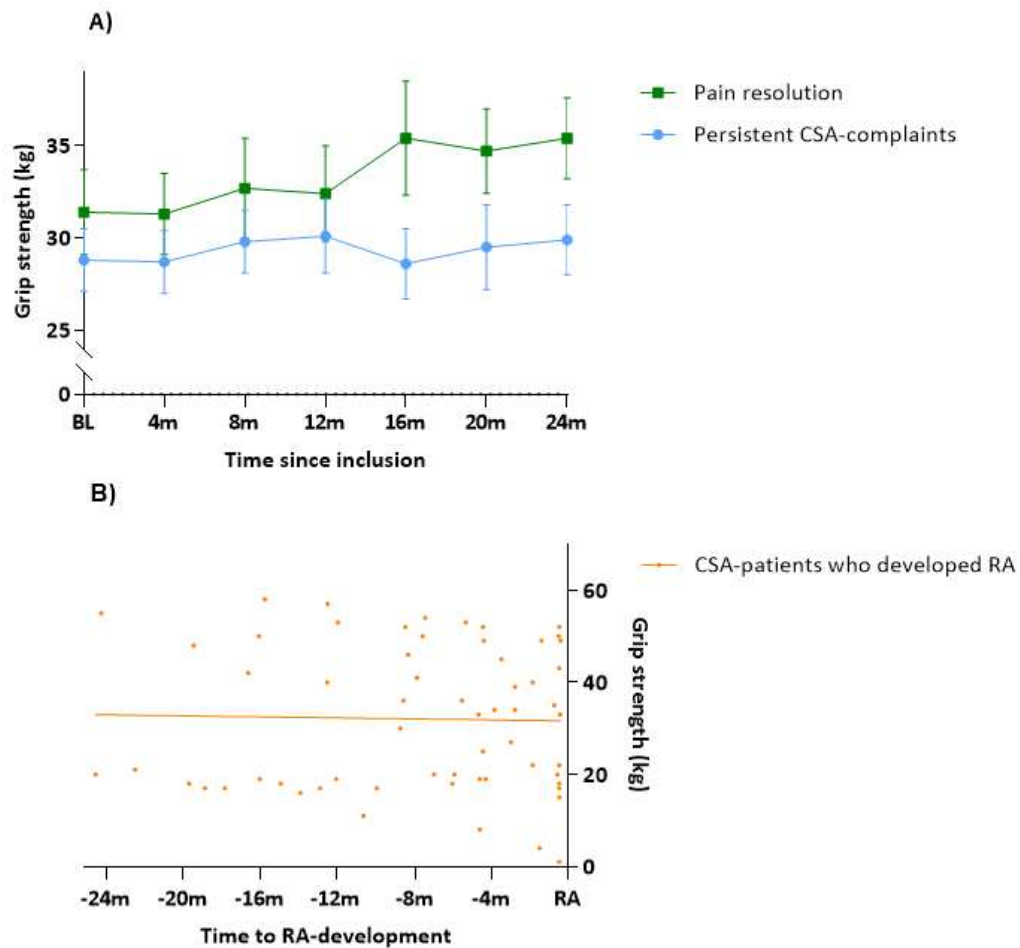 A)
Pain resolution
Persistent CSA-complaints
Grip strength (kg)
35
30
25
0
BL 4m 8m 12m 16m 20m 24m
Time since inclusion
B)
CSA-patients who developed RA
Grip strength (kg)
60
40
20
0
-24m -20m -16m -12m -8m -4m RA
Time to RA-development